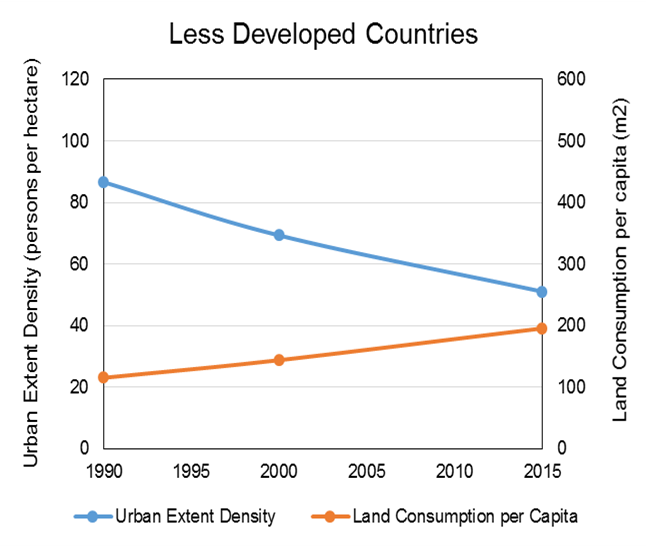 Less Developed Countries
Urban Extent Density (persons per hectare)
120
100
80
60
40
20
0
600
500
400
300
200
100
0
Land Consumption per capita (m2)
1990 1995 2000 2005 2010 2015
Urban Extent Density Land Consumption per Capita